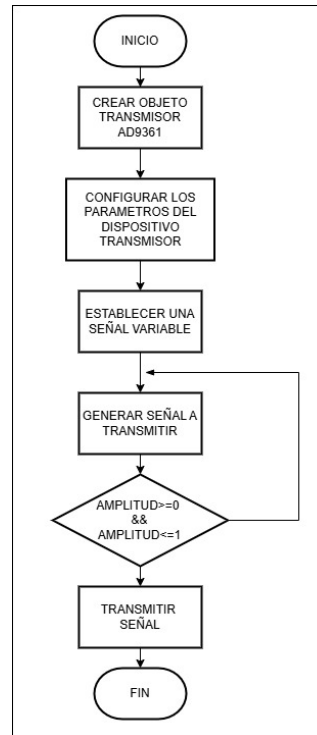 INICIO
CREAR OBJETO
TRANSMISOR
AD9361
CONFIGURAR LOS
PARAMETROS DEL
DISPOSITIVO
TRANSMISOR
ESTABLECER UNA
SEÑAL VARIABLE
GENERAR SEÑAL A
TRANSMITIR
AMPLITUD>=0
&&
AMPLITUD<=1
TRANSMITIR
SEÑAL
FIN